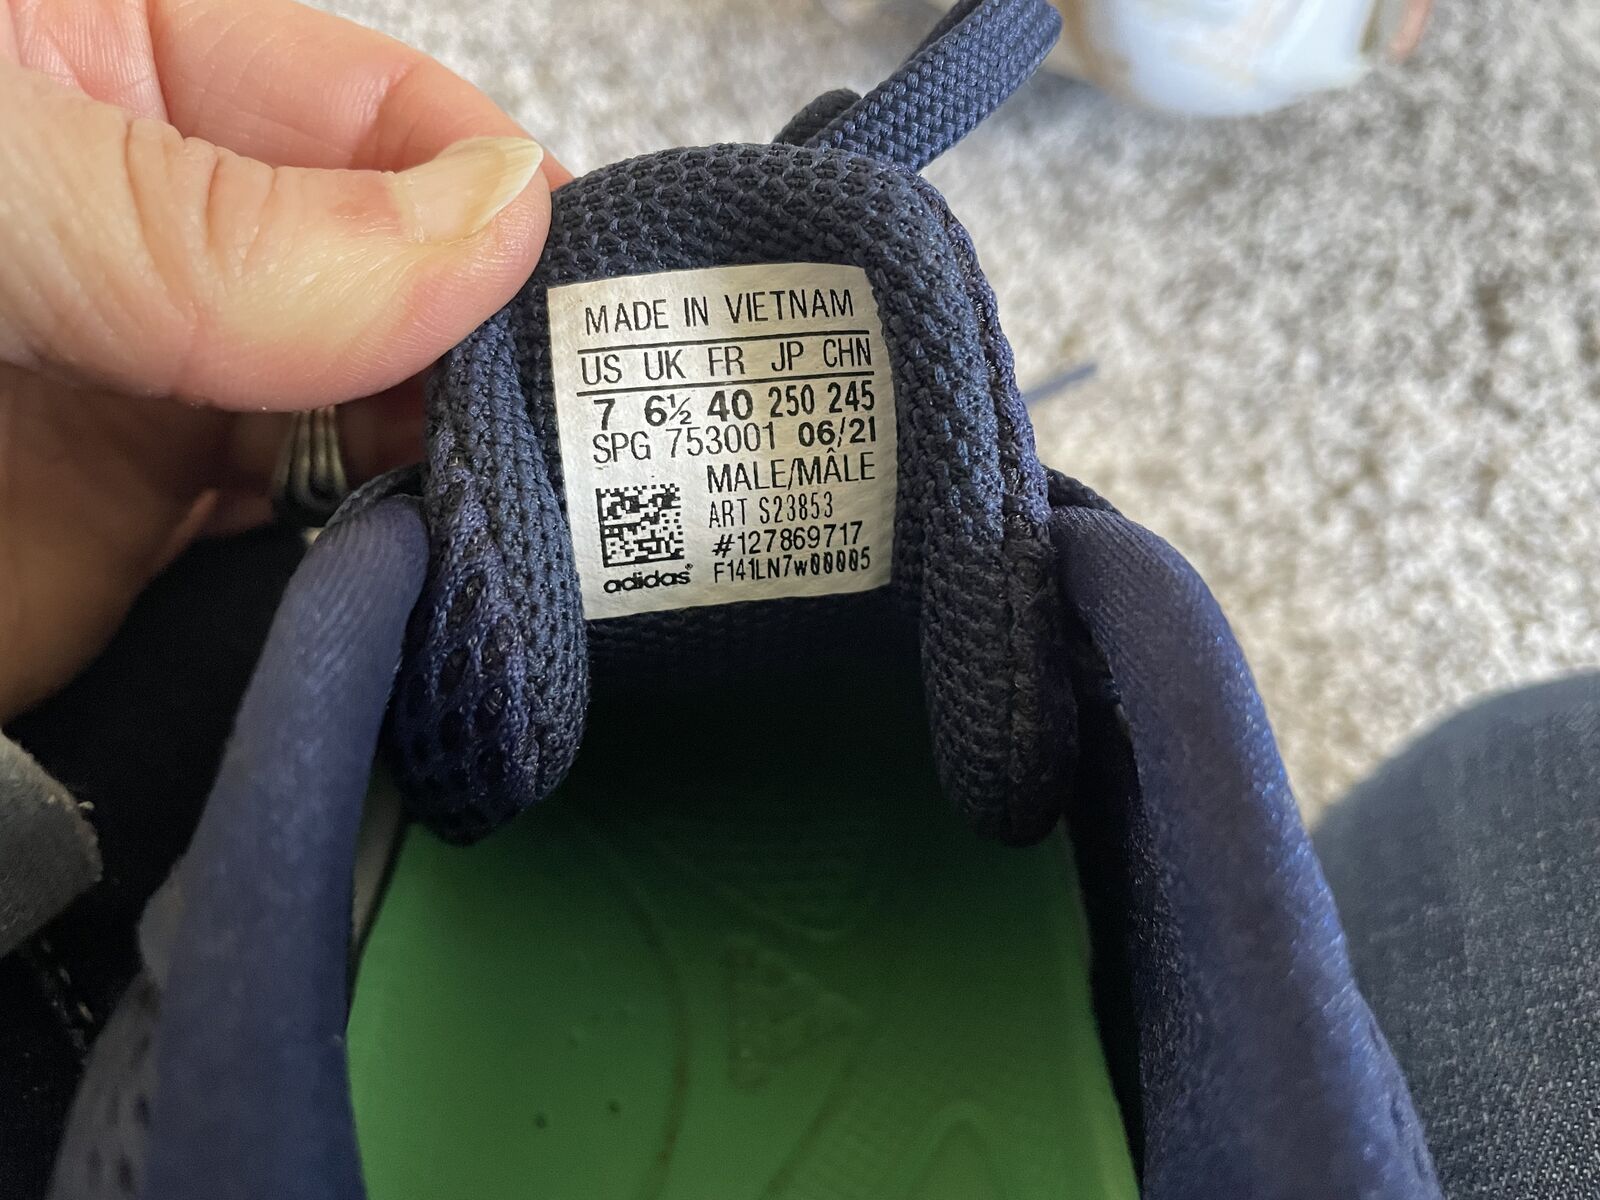 MADE IN VIETNAM
US UK FR JP CHN
7 6½ 40 250 245
SPG 753001 06/21
MALE/MÂLE
ART S23853
#127869717
F141LN7w00005
adidas®